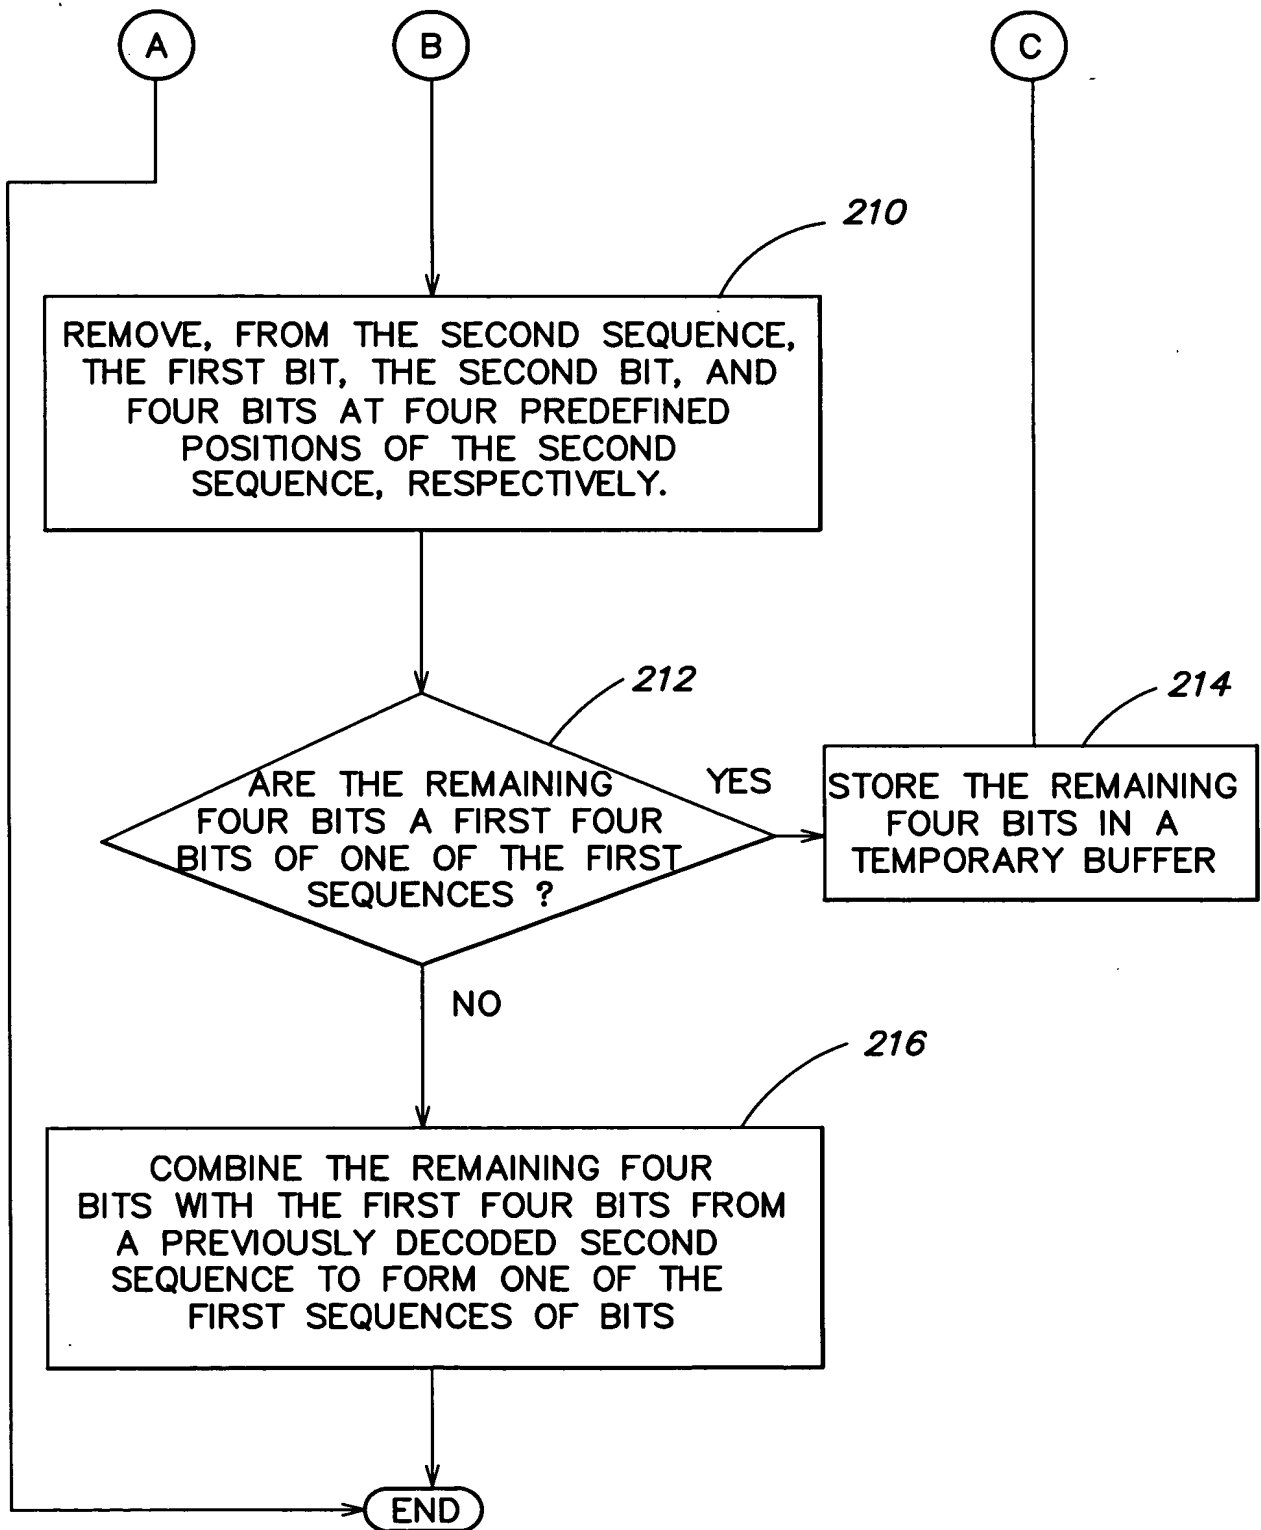 A
B
C
210
REMOVE, FROM THE SECOND SEQUENCE,
THE FIRST BIT, THE SECOND BIT, AND
FOUR BITS AT FOUR PREDEFINED
POSITIONS OF THE SECOND
SEQUENCE, RESPECTIVELY.
212
214
ARE THE REMAINING
FOUR BITS A FIRST FOUR
BITS OF ONE OF THE FIRST
SEQUENCES ?
YES
STORE THE REMAINING
FOUR BITS IN A
TEMPORARY BUFFER
NO
216
COMBINE THE REMAINING FOUR
BITS WITH THE FIRST FOUR BITS FROM
A PREVIOUSLY DECODED SECOND
SEQUENCE TO FORM ONE OF THE
FIRST SEQUENCES OF BITS
END